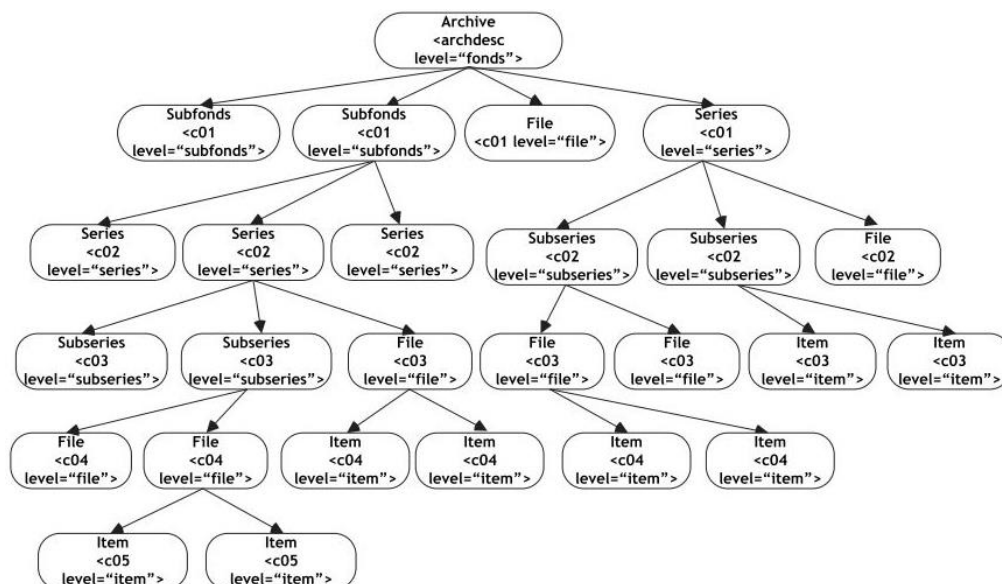 Archive
<archdesc
level=“fonds”>
Subfonds
<c01
level=“subfonds”>
Subfonds
<c01
level=“subfonds”>
File
<c01 level=“file”>
Series
<c01
level=“series”>
Series
<c02
level=“series”>
Series
<c02
level=“series”>
Series
<c02
level=“series”>
Subseries
<c02
level=“subseries”>
Subseries
<c02
level=“subseries”>
File
<c02
level=“file”>
Subseries
<c03
level=“subseries”>
Subseries
<c03
level=“subseries”>
File
<c03
level=“file”>
File
<c03
level=“file”>
File
<c03
level=“file”>
Item
<c03
level=“item”>
Item
<c03
level=“item”>
File
<c04
level=“file”>
File
<c04
level=“file”>
Item
<c04
level=“item”>
Item
<c04
level=“item”>
Item
<c04
level=“item”>
Item
<c04
level=“item”>
Item
<c05
level=“item”>
Item
<c05
level=“item”>